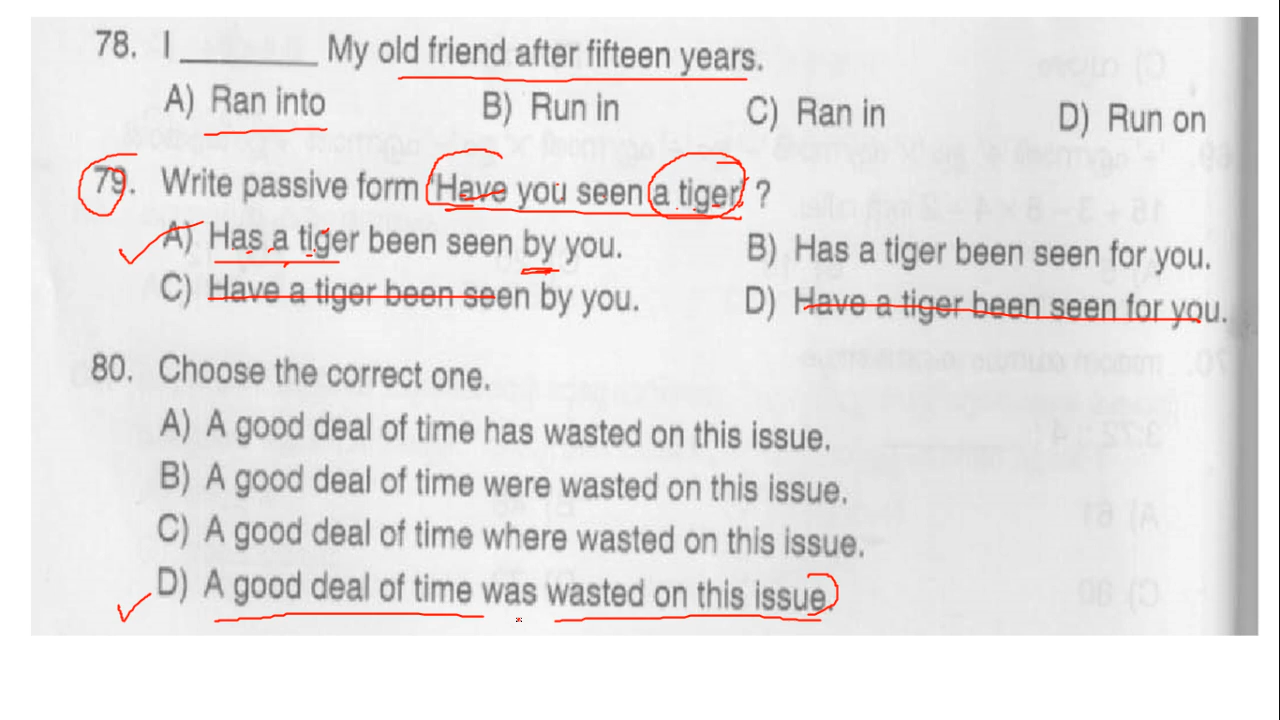 78. I ________ My old friend after fifteen years.
A) Ran into B) Run in C) Ran in D) Run on
79. Write passive form 'Have you seen a tiger' ?
A) Has a tiger been seen by you. B) Has a tiger been seen for you.
C) Have a tiger been seen by you. D) Have a tiger been seen for you.
80. Choose the correct one.
A) A good deal of time has wasted on this issue.
B) A good deal of time were wasted on this issue.
C) A good deal of time where wasted on this issue.
D) A good deal of time was wasted on this issue.